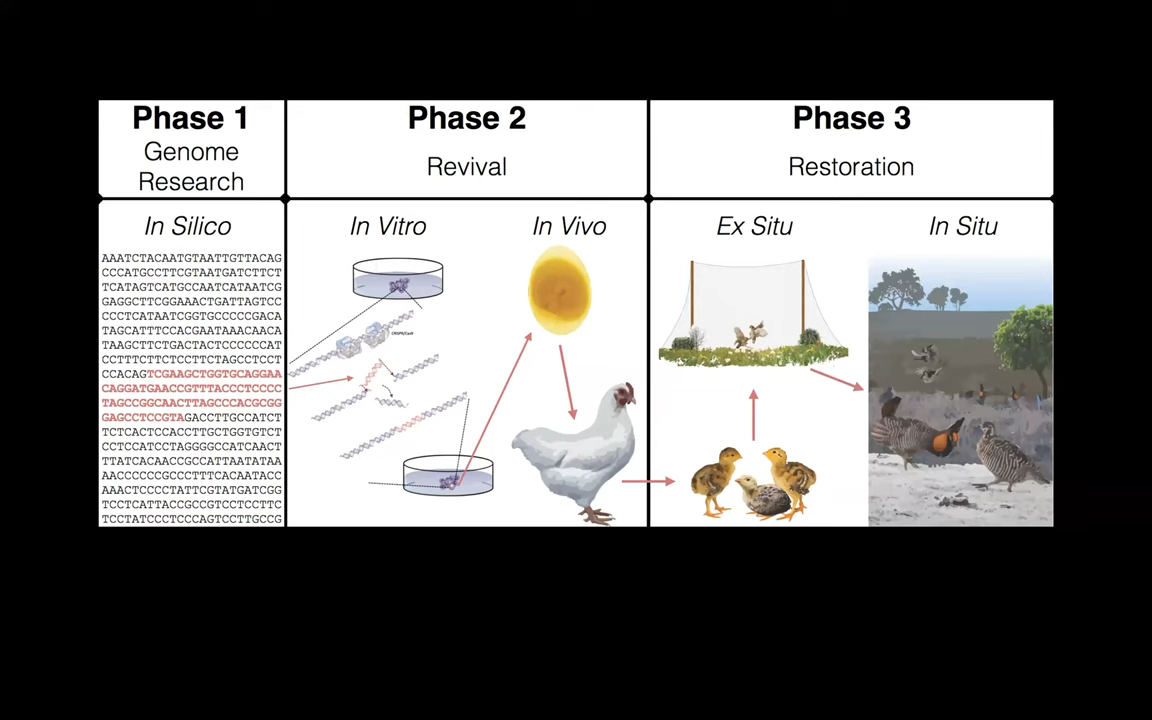 Phase 1
Genome
Research
Phase 2
Revival
Phase 3
Restoration
In Silico
In Vitro
In Vivo
Ex Situ
In Situ
AAATCTACAATGTAATTGTTACAG
CCCATGCCTTCGTAATGATCTTCT
TCATAGTCATGCCAATCATAATCG
GAGGCTTCGGAAACTGATTAGTCC
CCCTCATAATCGGTGCCCCCGACA
TAGCATTTCCACGAATAAACAACA
TAAGCTTCTGACTACTCCCCCCAT
CCTTTCTTCTCCTTCTAGCCTCCT
CCACAGTCGAAGCTGGTGCAGGAA
CAGGATGAACCGTTTACCCTCCCC
TAGCCGGCAACTTAGCCCACGCGG
GAGCCTCCGTAGACCTTGCCATCT
TCTCACTCCACCTTGCTGGTGTCT
CCTCCATCCTAGGGGCCATCAACT
TTATCACAACCGCCATTAATATAA
AACCCCCCGCCCTTTCACAATACC
AAACTCCCCTATTCGTATGATCGG
TCCTCATTACCGCCGTCCTCCTTC
TCCTATCCCTCCCAGTCCTTGCCG
CRISPR/Cas9